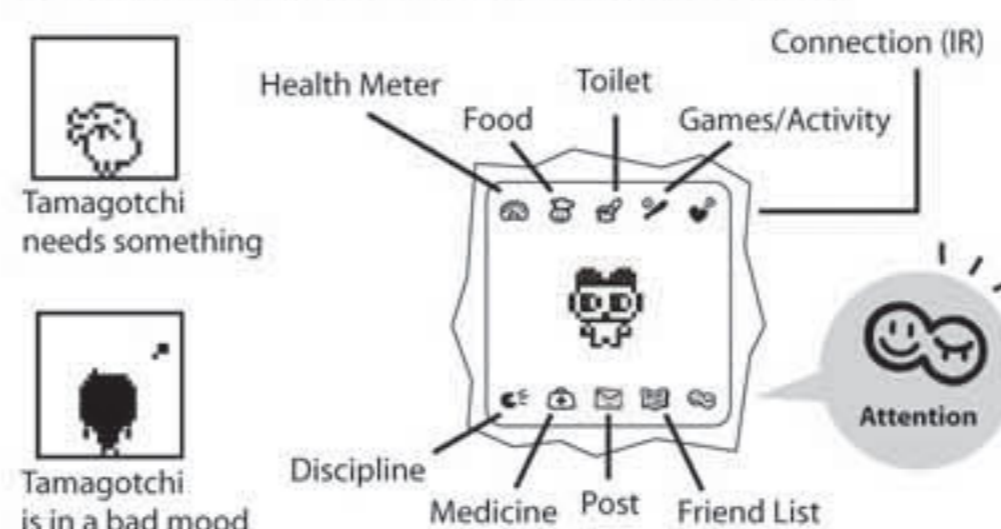 Connection (IR)
Health Meter
Toilet
Food
Games/Activity
Tamagotchi
needs something
Attention
Discipline
Tamagotchi
is in a bad mood
Medicine
Post
Friend List